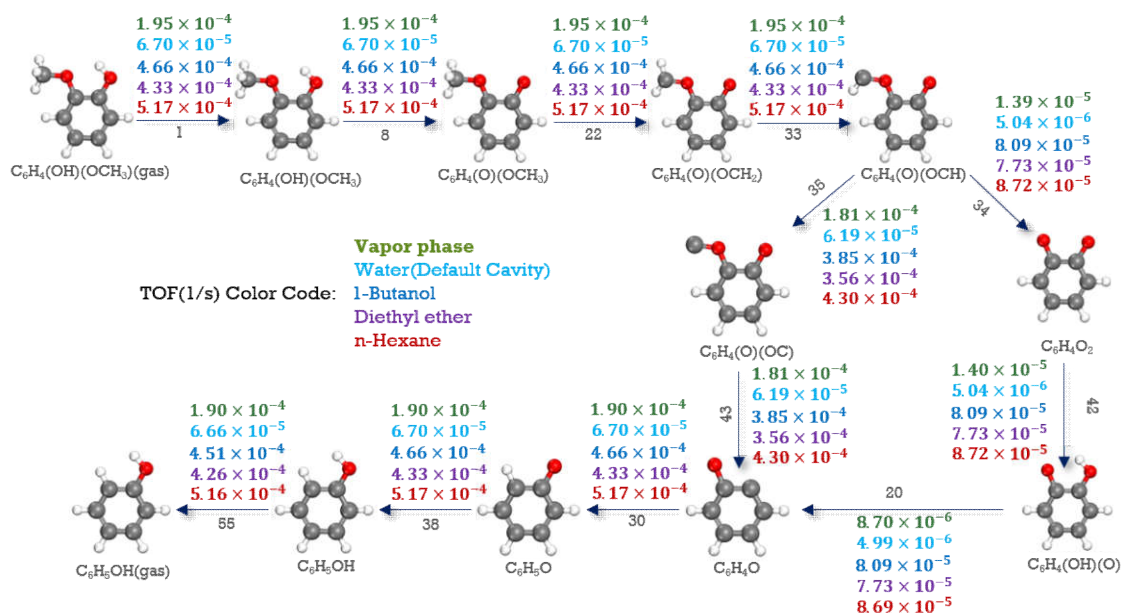 1.95 × 10⁻⁴
6.70 × 10⁻⁵
4.66 × 10⁻⁴
4.33 × 10⁻⁴
5.17 × 10⁻⁴
1
C₆H₄(OH)(OCH₃)(gas)
1.95 × 10⁻⁴
6.70 × 10⁻⁵
4.66 × 10⁻⁴
4.33 × 10⁻⁴
5.17 × 10⁻⁴
8
C₆H₄(OH)(OCH₃)
1.95 × 10⁻⁴
6.70 × 10⁻⁵
4.66 × 10⁻⁴
4.33 × 10⁻⁴
5.17 × 10⁻⁴
22
C₆H₄(O)(OCH₃)
1.95 × 10⁻⁴
6.70 × 10⁻⁵
4.66 × 10⁻⁴
4.33 × 10⁻⁴
5.17 × 10⁻⁴
33
C₆H₄(O)(OCH₂)
C₆H₄(O)(OCH)
1.39 × 10⁻⁵
5.04 × 10⁻⁶
8.09 × 10⁻⁵
7.73 × 10⁻⁵
8.72 × 10⁻⁵
34
35
1.81 × 10⁻⁴
6.19 × 10⁻⁵
3.85 × 10⁻⁴
3.56 × 10⁻⁴
4.30 × 10⁻⁴
TOF(1/s) Color Code:
Vapor phase
Water(Default Cavity)
1-Butanol
Diethyl ether
n-Hexane
C₆H₄(O)(OC)
C₆H₄O₂
1.81 × 10⁻⁴
6.19 × 10⁻⁵
3.85 × 10⁻⁴
3.56 × 10⁻⁴
4.30 × 10⁻⁴
43
1.40 × 10⁻⁵
5.04 × 10⁻⁶
8.09 × 10⁻⁵
7.73 × 10⁻⁵
8.72 × 10⁻⁵
42
1.90 × 10⁻⁴
6.66 × 10⁻⁵
4.51 × 10⁻⁴
4.26 × 10⁻⁴
5.16 × 10⁻⁴
55
C₆H₅OH(gas)
1.90 × 10⁻⁴
6.70 × 10⁻⁵
4.66 × 10⁻⁴
4.33 × 10⁻⁴
5.17 × 10⁻⁴
38
C₆H₅OH
1.90 × 10⁻⁴
6.70 × 10⁻⁵
4.66 × 10⁻⁴
4.33 × 10⁻⁴
5.17 × 10⁻⁴
30
C₆H₅O
C₆H₄O
20
8.70 × 10⁻⁶
4.99 × 10⁻⁶
8.09 × 10⁻⁵
7.73 × 10⁻⁵
8.69 × 10⁻⁵
C₆H₄(OH)(O)